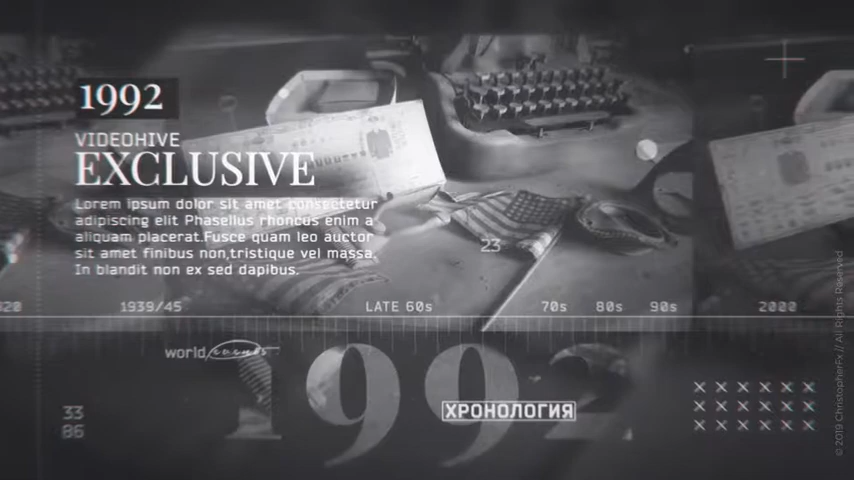 1992
VIDEOHIVE
EXCLUSIVE
Lorem ipsum dolor sit amet consectetur
adipiscing elit Phasellus rhoncus enim a
aliquam placerat.Fusce quam leo auctor
sit amet finibus non,tristique vel massa.
In blandit non ex sed dapibus.
23
1939/45 LATE 60s 70s 80s 90s 2000
world/events
1992
ХРОНОЛОГИЯ
33
86
© 2019 ChristopherFx // All Rights Reserved